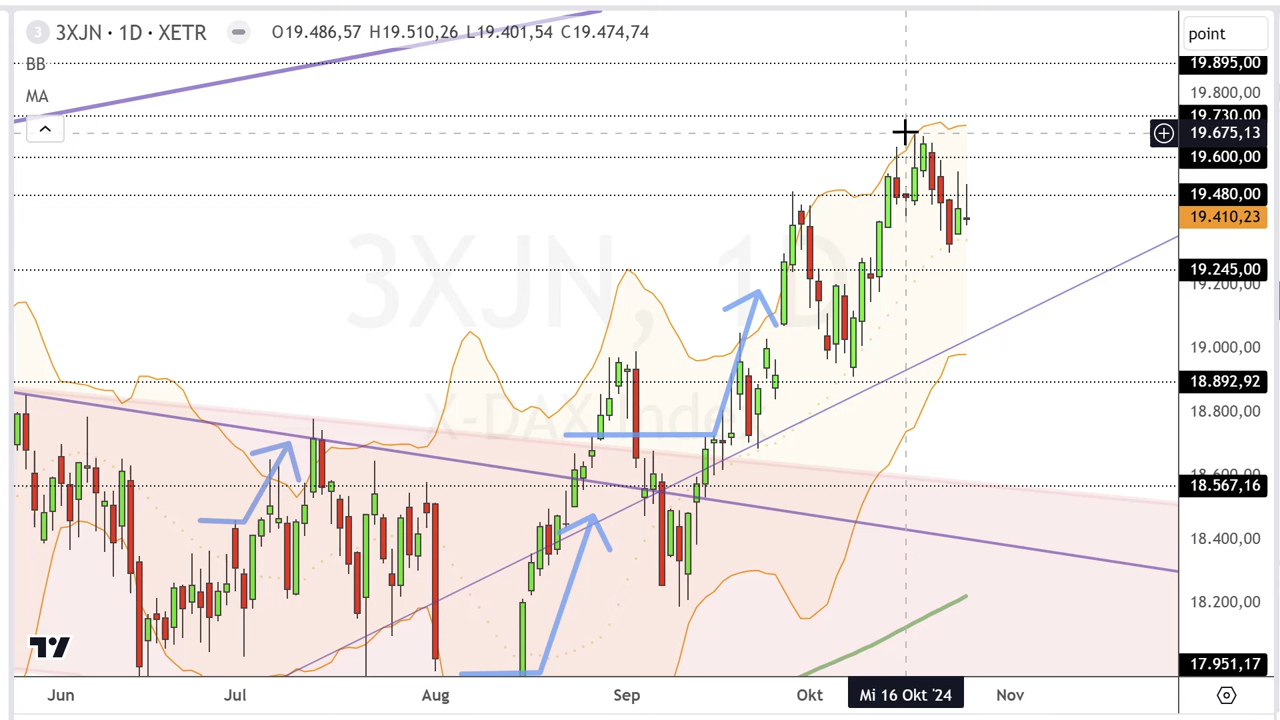 3 3XJN · 1D · XETR O19.486,57 H19.510,26 L19.401,54 C19.474,74
BB
MA
point
19.895,00
19.800,00
19.730,00
19.675,13
19.600,00
19.480,00
19.410,23
19.245,00
19.200,00
19.000,00
18.892,92
18.800,00
18.600,00
18.567,16
18.400,00
18.200,00
17.951,17
3XJN, 1D
X-DAX Index
Jun Jul Aug Sep Okt Mi 16 Okt '24 Nov